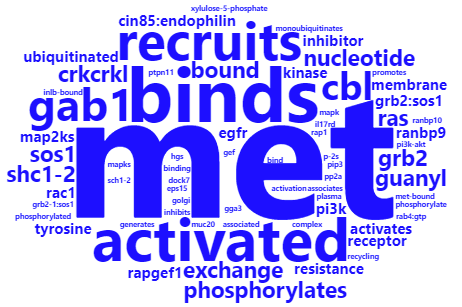 xylulose-5-phosphate
cin85:endophilin monoubiquitinates
recruits inhibitor
ubiquitinated nucleotide
crkcrkl ptpn11 bound kinase promotes
inlb-bound binds cbl membrane
gab1 mapk grb2:sos1
map2ks egfr il17rd ras ranbp10
sos1 rap1 ranbp9
met pi3k-akt
mapks hgs gef bind p-2s grb2
shc1-2 binding pip3
sch1-2 dock7 pp2a guanyl
rac1 eps15 activation associates
golgi plasma met-bound
grb2-1:sos1 inhibits gga3 pi3k phosphorylate
phosphorylated muc20 rab4:gtp
tyrosine generates associated complex activates
activated receptor
recycling
rapgef1 exchange resistance
phosphorylates